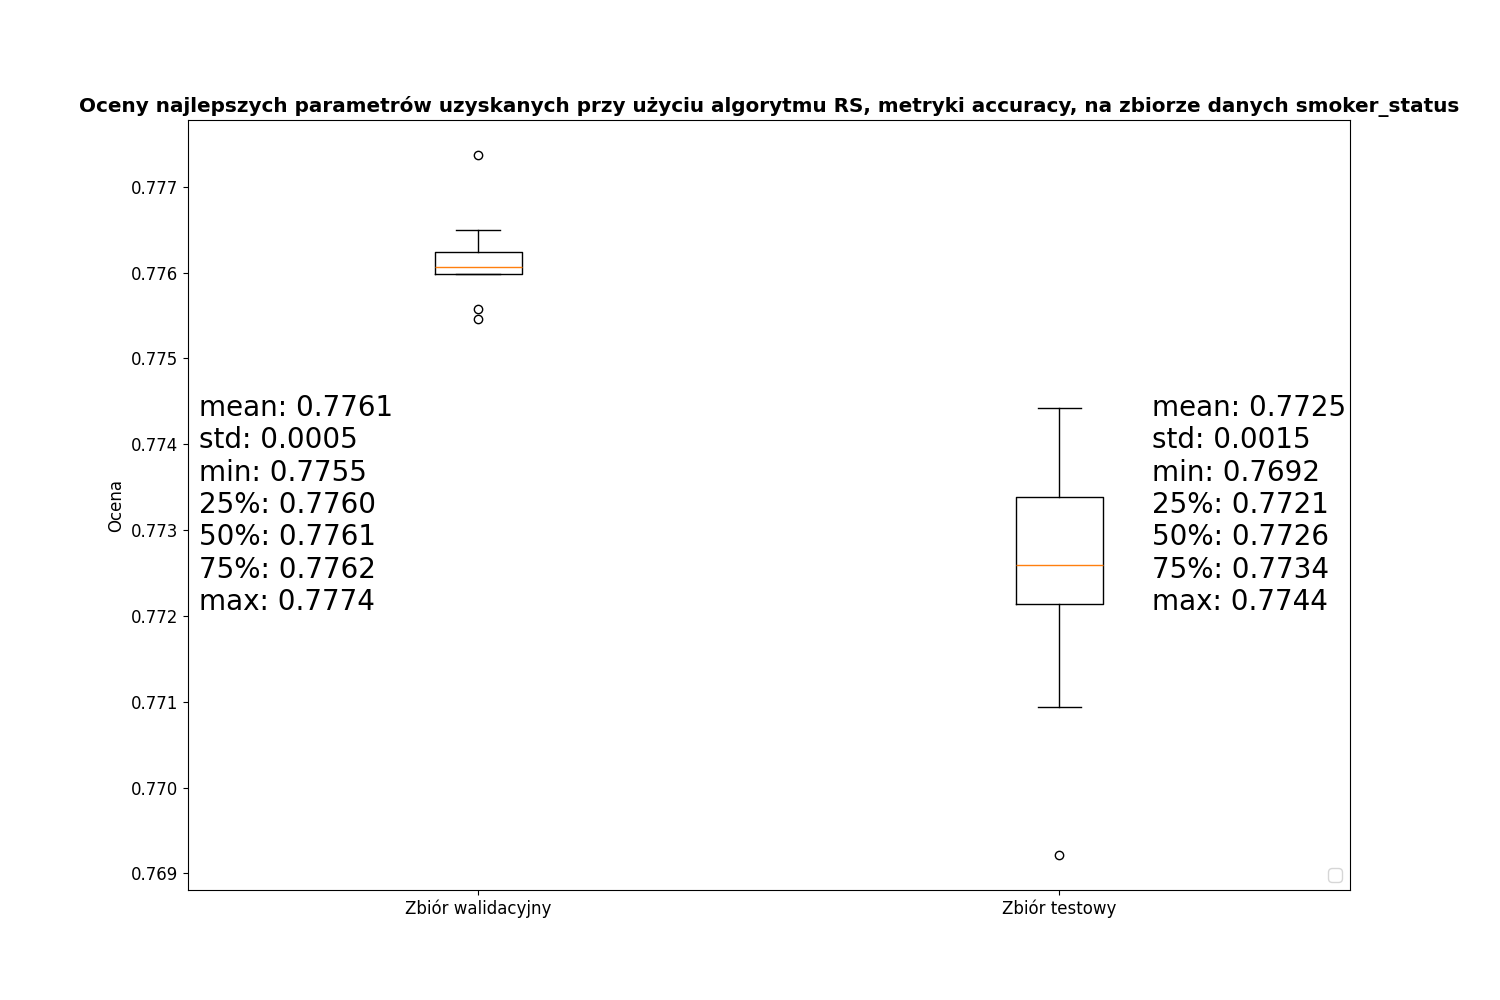 Oceny najlepszych parametrów uzyskanych przy użyciu algorytmu RS, metryki accuracy, na zbiorze danych smoker_status
Ocena
0.777
0.776
0.775
0.774
0.773
0.772
0.771
0.770
0.769
mean: 0.7761
std: 0.0005
min: 0.7755
25%: 0.7760
50%: 0.7761
75%: 0.7762
max: 0.7774
mean: 0.7725
std: 0.0015
min: 0.7692
25%: 0.7721
50%: 0.7726
75%: 0.7734
max: 0.7744
Zbiór walidacyjny
Zbiór testowy